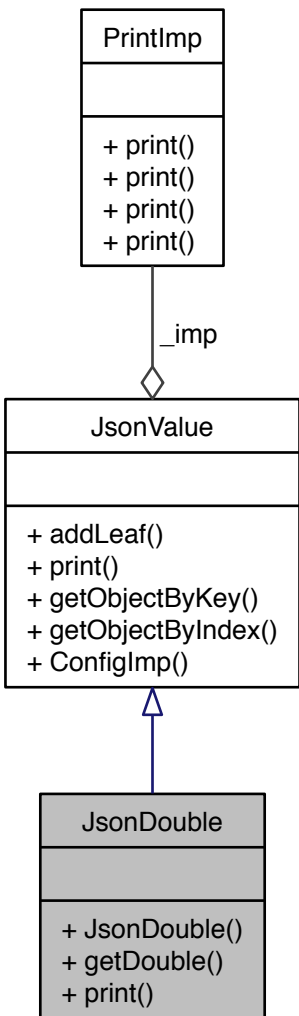 PrintImp
+ print()
+ print()
+ print()
+ print()
_imp
JsonValue
+ addLeaf()
+ print()
+ getObjectByKey()
+ getObjectByIndex()
+ ConfigImp()
JsonDouble
+ JsonDouble()
+ getDouble()
+ print()